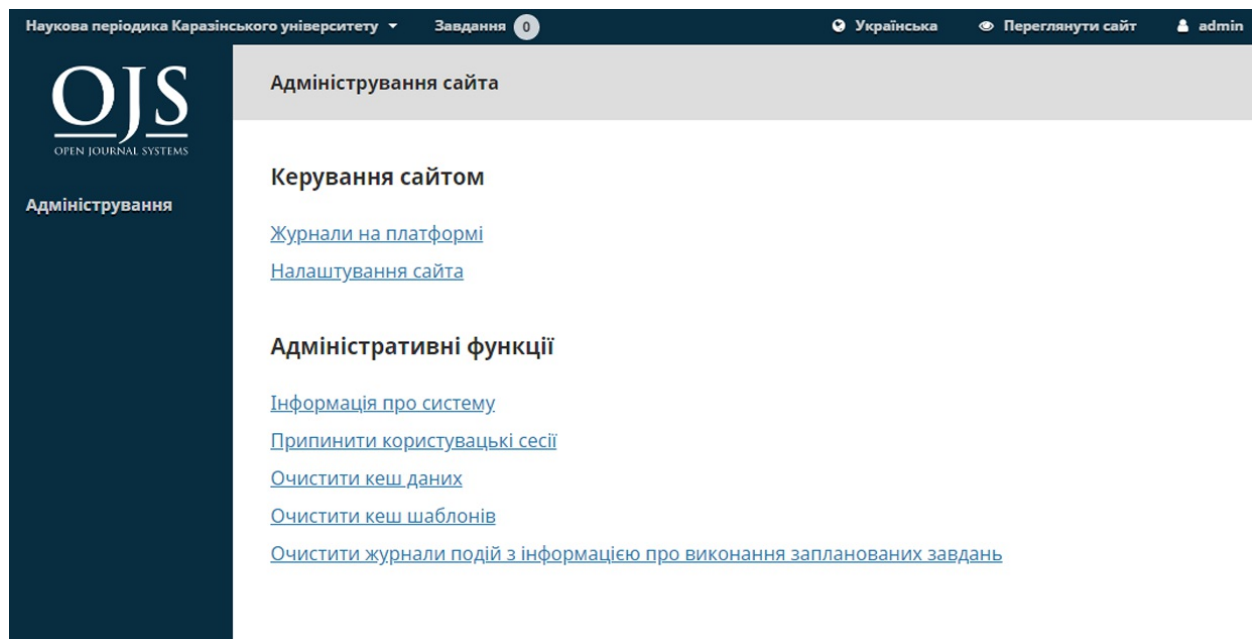 Наукова періодика Каразінського університету Завдання 0 Українська Переглянути сайт admin
OJS
OPEN JOURNAL SYSTEMS
Адміністрування
Адміністрування сайта
Керування сайтом
Журнали на платформі
Налаштування сайта
Адміністративні функції
Інформація про систему
Припинити користувацькі сесії
Очистити кеш даних
Очистити кеш шаблонів
Очистити журнали подій з інформацією про виконання запланованих завдань